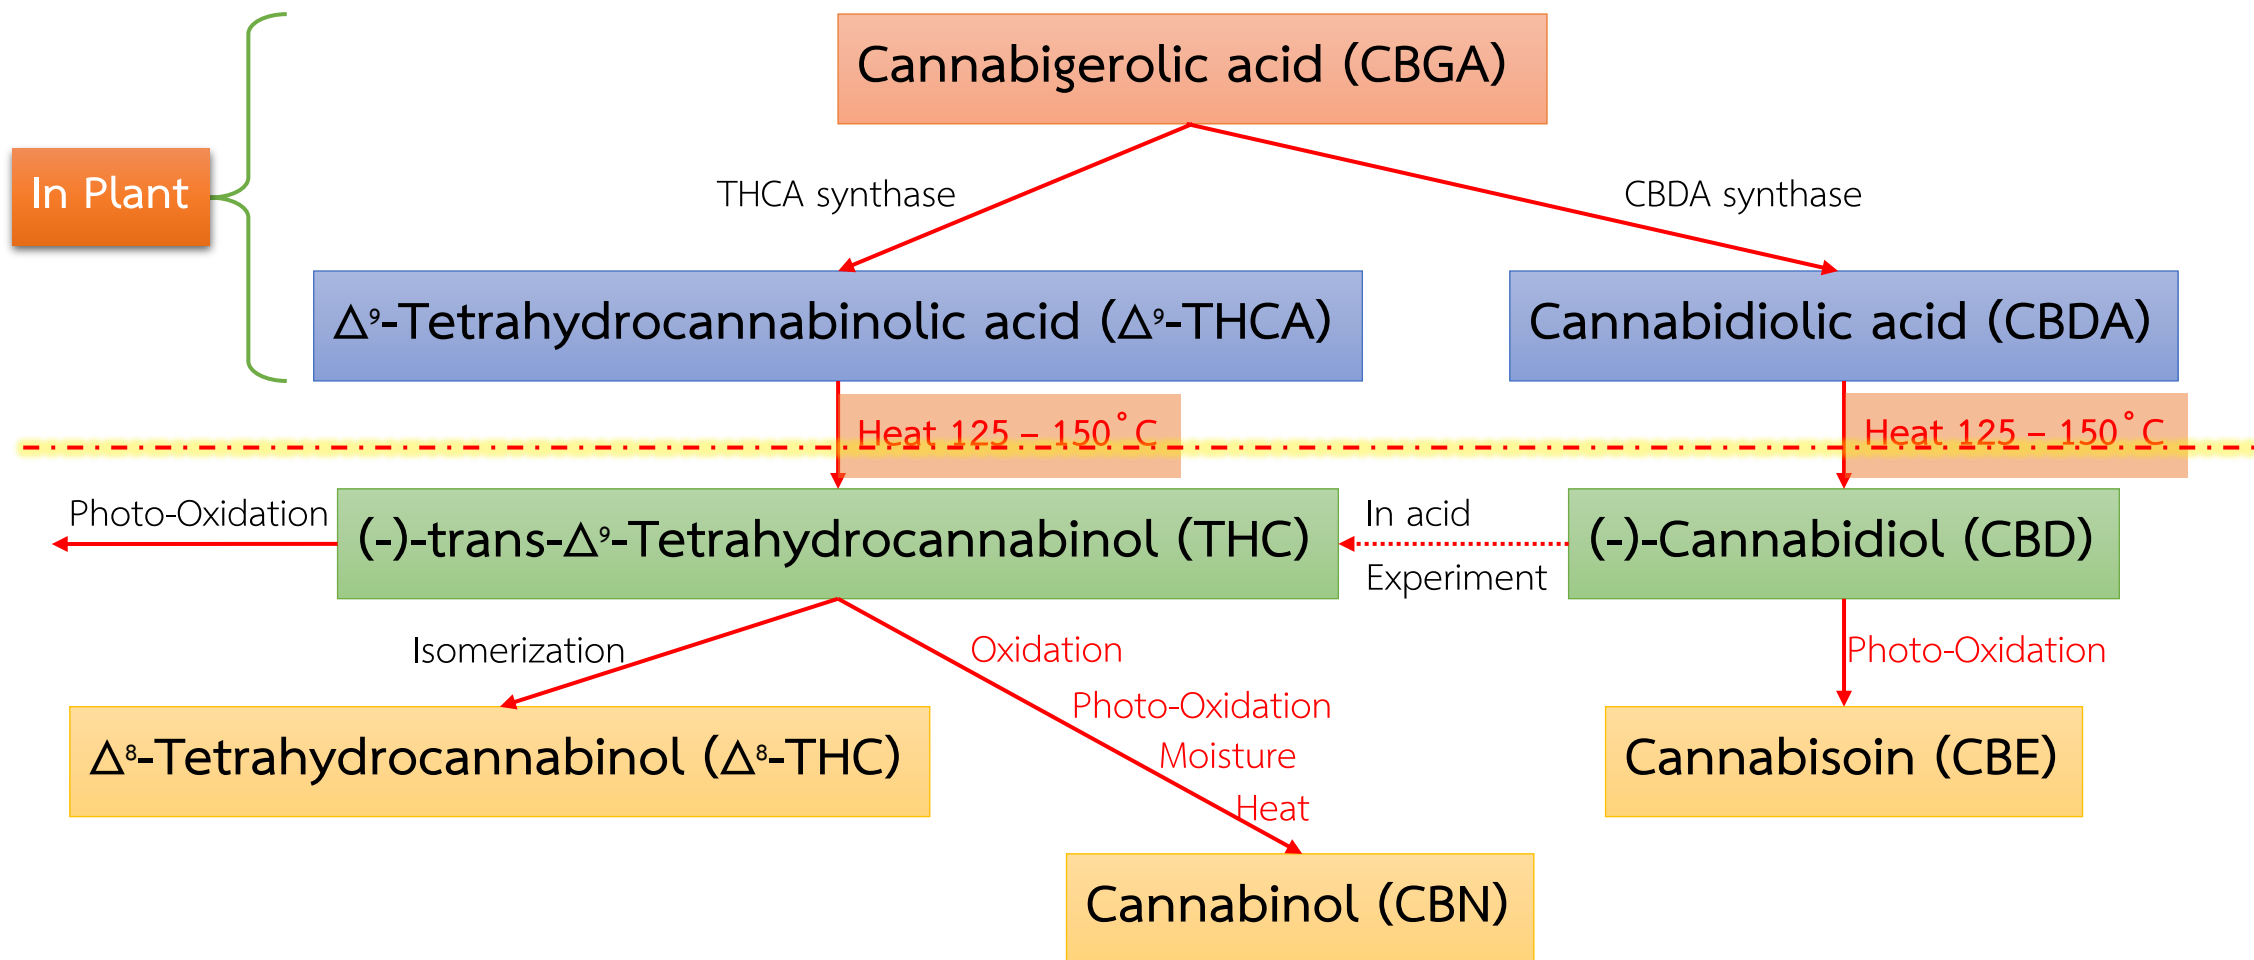 Cannabigerolic acid (CBGA)
In Plant
THCA synthase
CBDA synthase
Δ⁹-Tetrahydrocannabinolic acid (Δ⁹-THCA)
Cannabidiolic acid (CBDA)
Heat 125 – 150˚C
Heat 125 – 150˚C
Photo-Oxidation
(-)-trans-Δ⁹-Tetrahydrocannabinol (THC)
In acid
Experiment
(-)-Cannabidiol (CBD)
Isomerization
Oxidation
Photo-Oxidation
Moisture
Heat
Photo-Oxidation
Δ⁸-Tetrahydrocannabinol (Δ⁸-THC)
Cannabisoin (CBE)
Cannabinol (CBN)